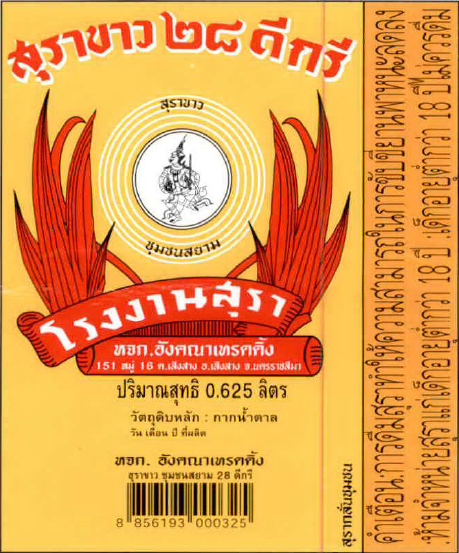 สุราขาว ๒๘ ดีกรี
สุราขาว
ชุมชนสยาม
โรงงานสุรา
หจก.อังคณาเทรดดิ้ง
151 หมู่ 16 ต.เสิงสาง อ.เสิงสาง จ.นครราชสีมา
ปริมาณสุทธิ 0.625 ลิตร
วัตถุดิบหลัก : กากน้ำตาล
วัน เดือน ปี ที่ผลิต
หจก. อังคณาเทรดดิ้ง
สุราขาว ชุมชนสยาม 28 ดีกรี
8 856193 000325
สุรากลั่นชุมชน
คำเตือน:การดื่มสุราทำให้ความสามารถในการขับขี่ยานพาหนะลดลง
:ห้ามจำหน่ายสุราแก่เด็กอายุต่ำกว่า 18 ปี :เด็กอายุต่ำกว่า 18 ปีไม่ควรดื่ม